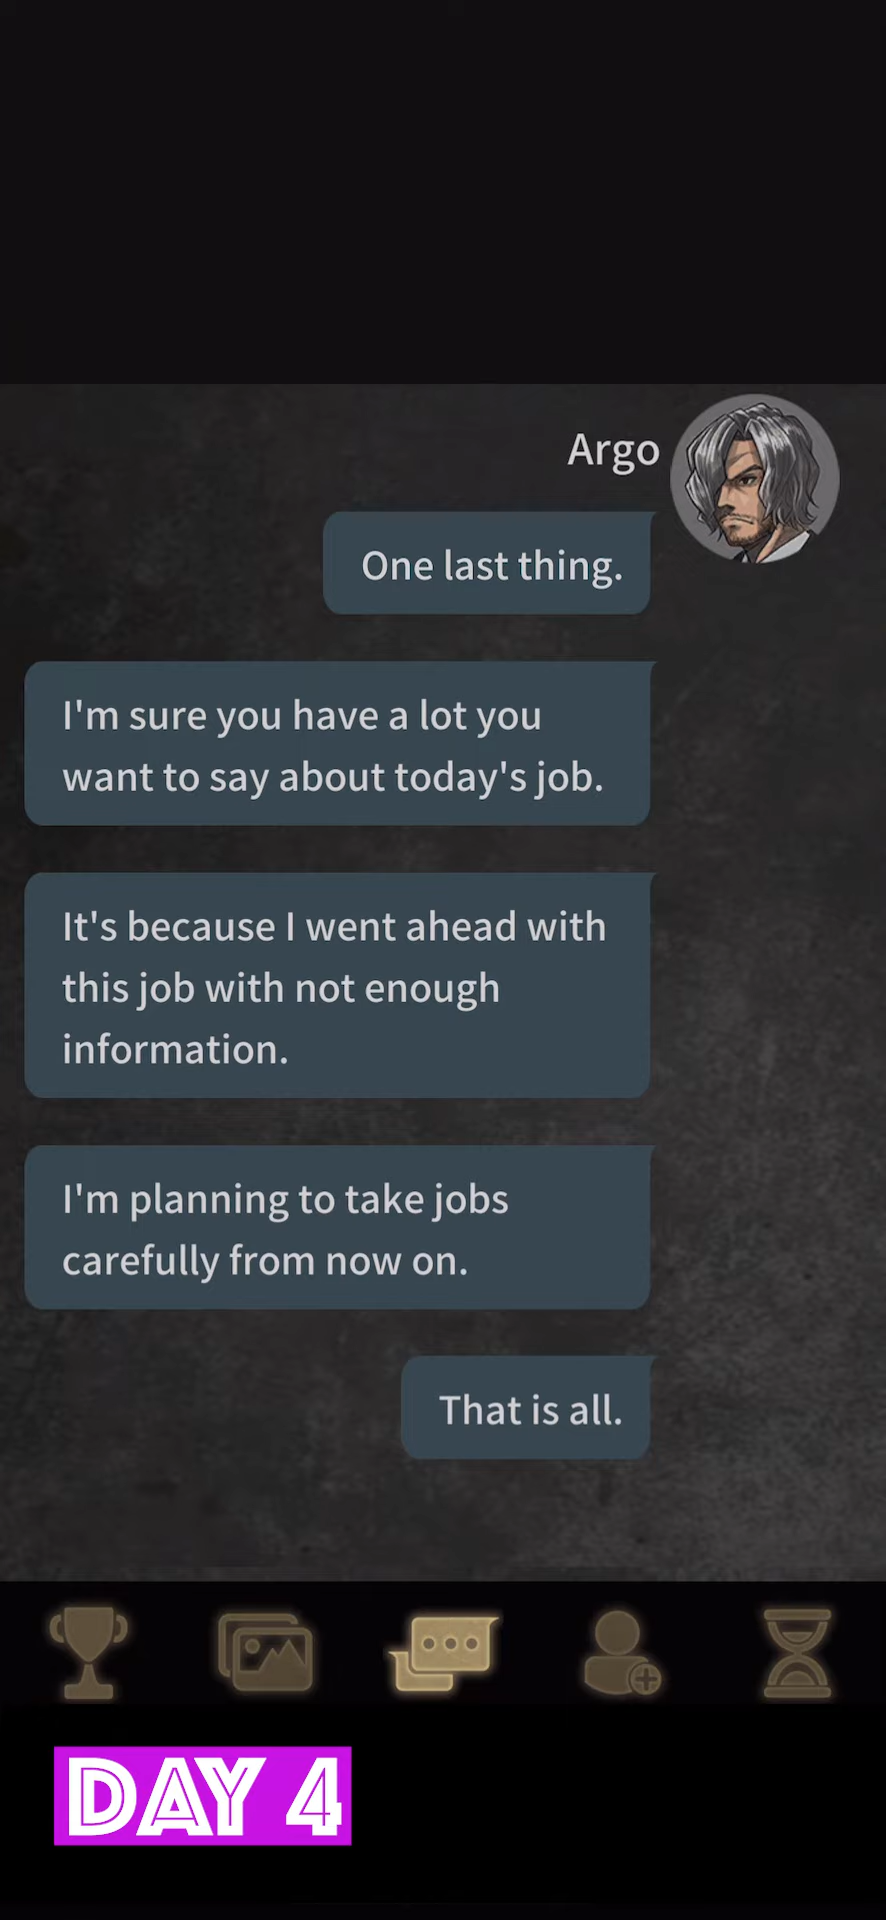 Argo
One last thing.
I'm sure you have a lot you
want to say about today's job.
It's because I went ahead with
this job with not enough
information.
I'm planning to take jobs
carefully from now on.
That is all.
DAY 4